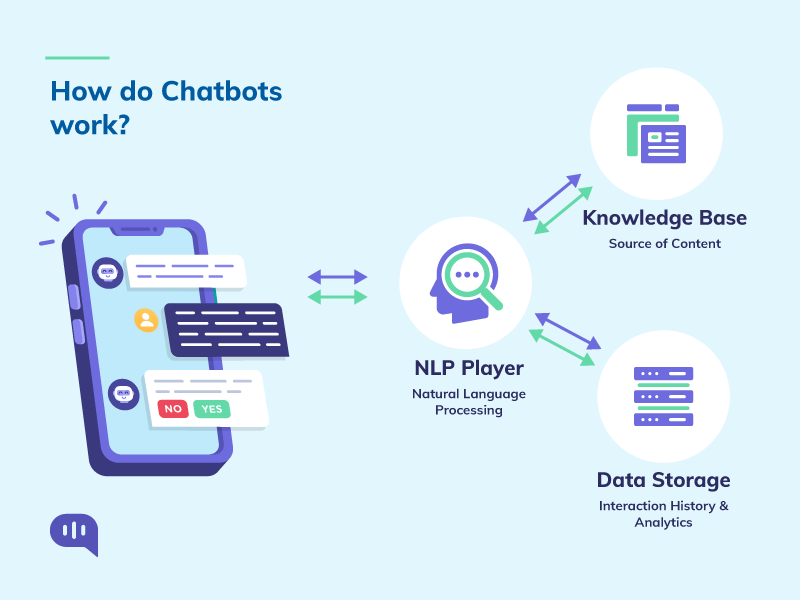 How do Chatbots
work?
NO YES
NLP Player
Natural Language
Processing
Knowledge Base
Source of Content
Data Storage
Interaction History &
Analytics